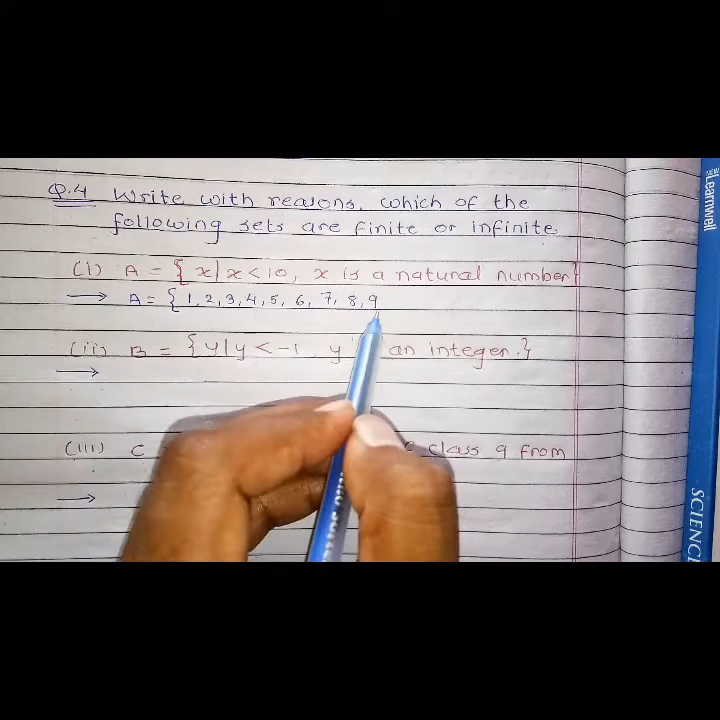 Q.4 Write with reasons, which of the
following sets are finite or infinite.
(i) A = { x | x < 10, x is a natural number}
→ A = { 1, 2, 3, 4, 5, 6, 7, 8, 9
(ii) B = {y | y < -1, y an integer.}
→
(iii) C class 9 from
→
NEW Learnwell
SCIENC